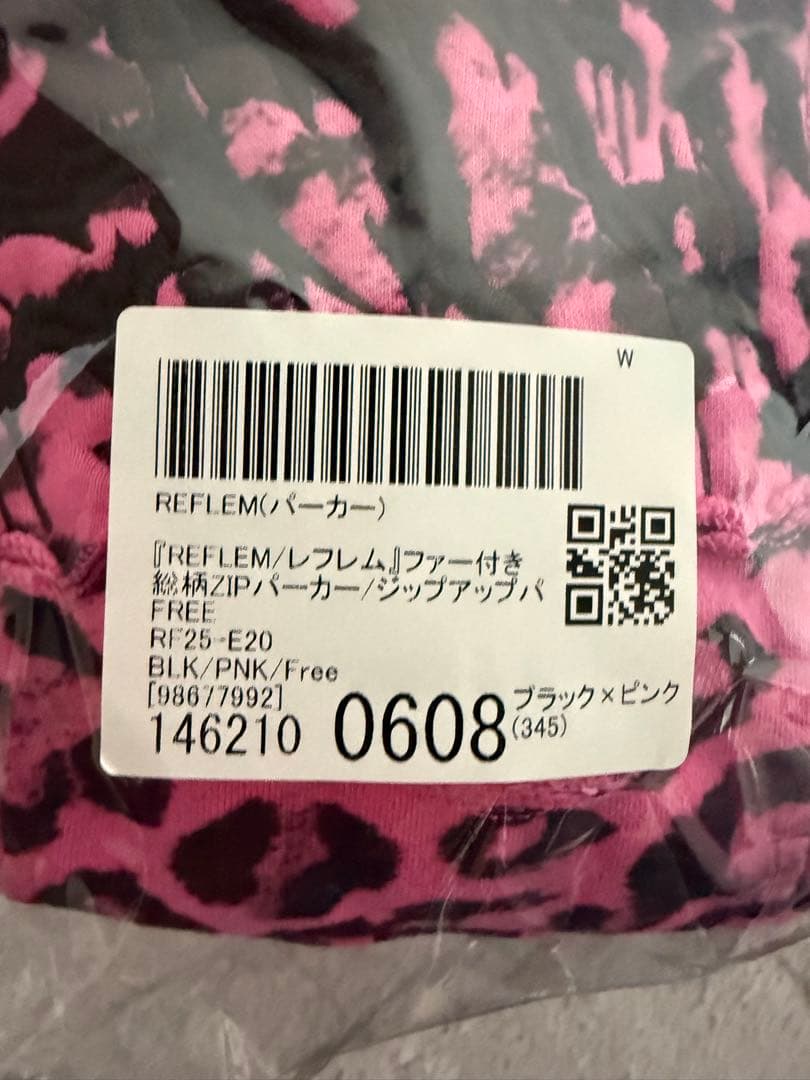 W
REFLEM(パーカー)
『REFLEM/レフレム』ファー付き
総柄ZIPパーカー/ジップアップパ
FREE
RF25-E20
BLK/PNK/Free
[98677992]
146210 0608 ブラック×ピンク
(345)